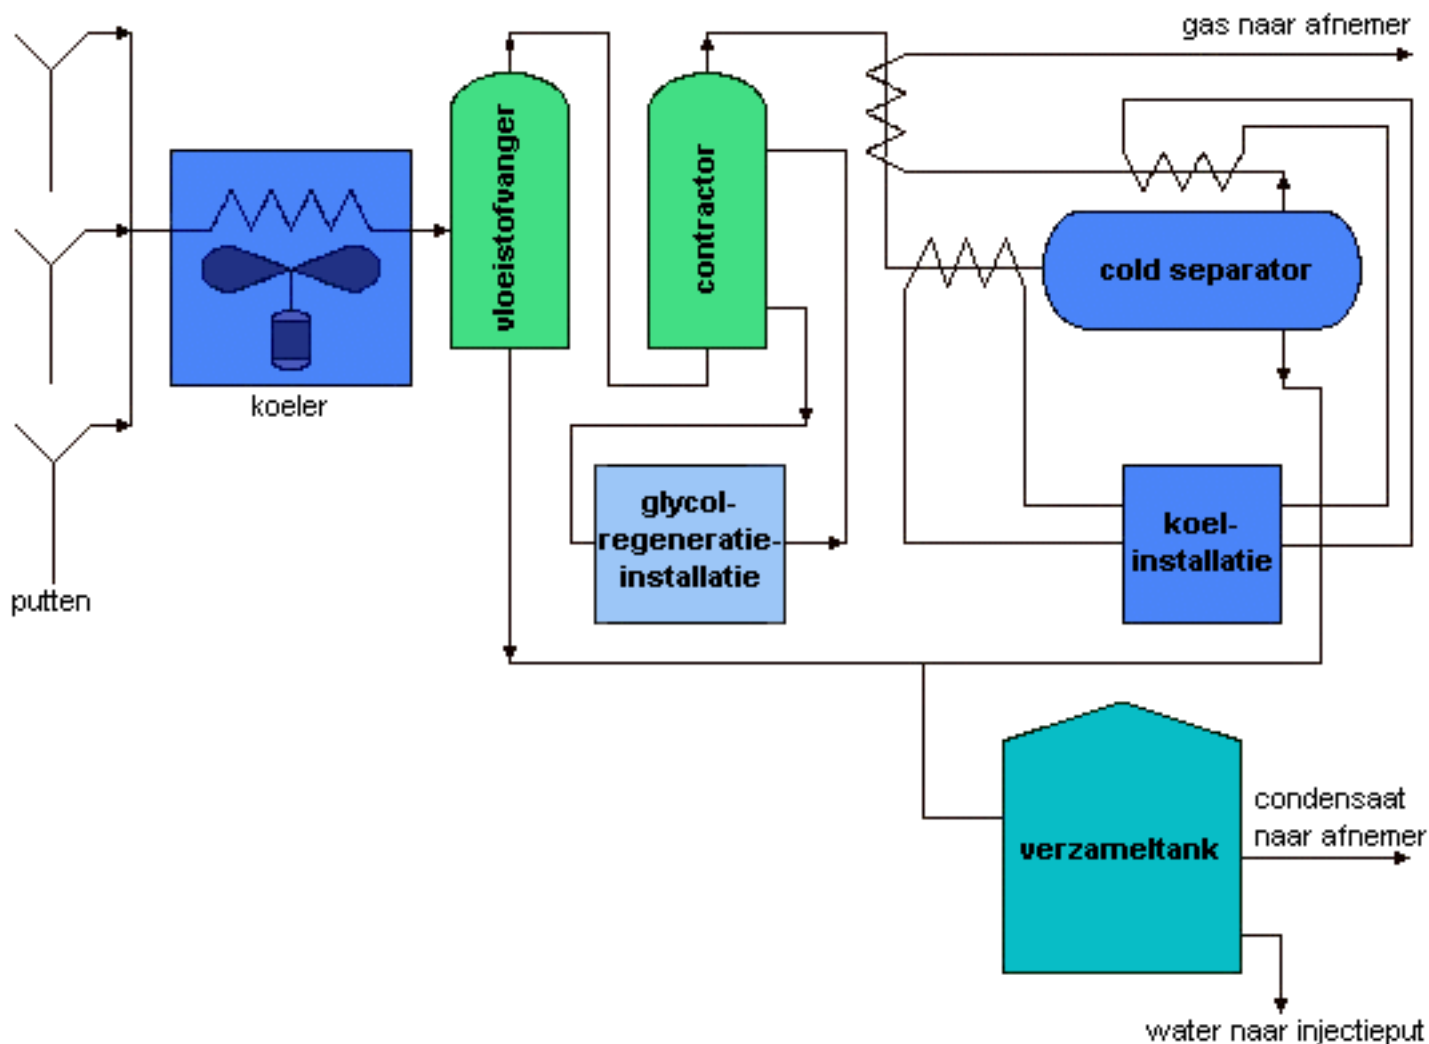 gas naar afnemer
vloeistofvanger
contractor
cold separator
koeler
glycol-
regeneratie-
installatie
koel-
installatie
putten
condensaat
naar afnemer
verzameltank
water naar injectieput